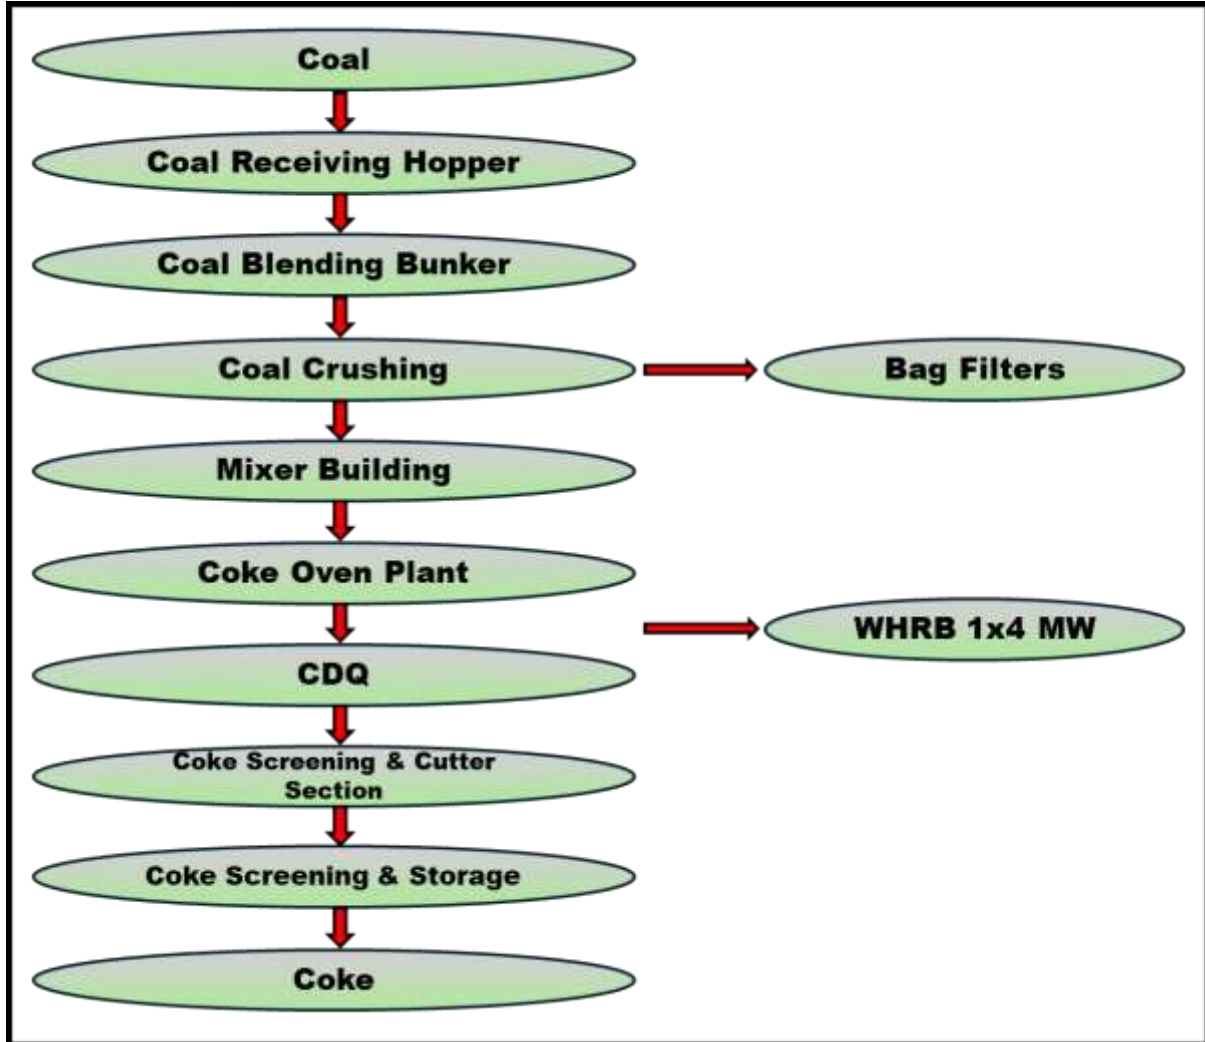 Coal
Coal Receiving Hopper
Coal Blending Bunker
Coal Crushing
Bag Filters
Mixer Building
Coke Oven Plant
WHRB 1x4 MW
CDQ
Coke Screening & Cutter
Section
Coke Screening & Storage
Coke